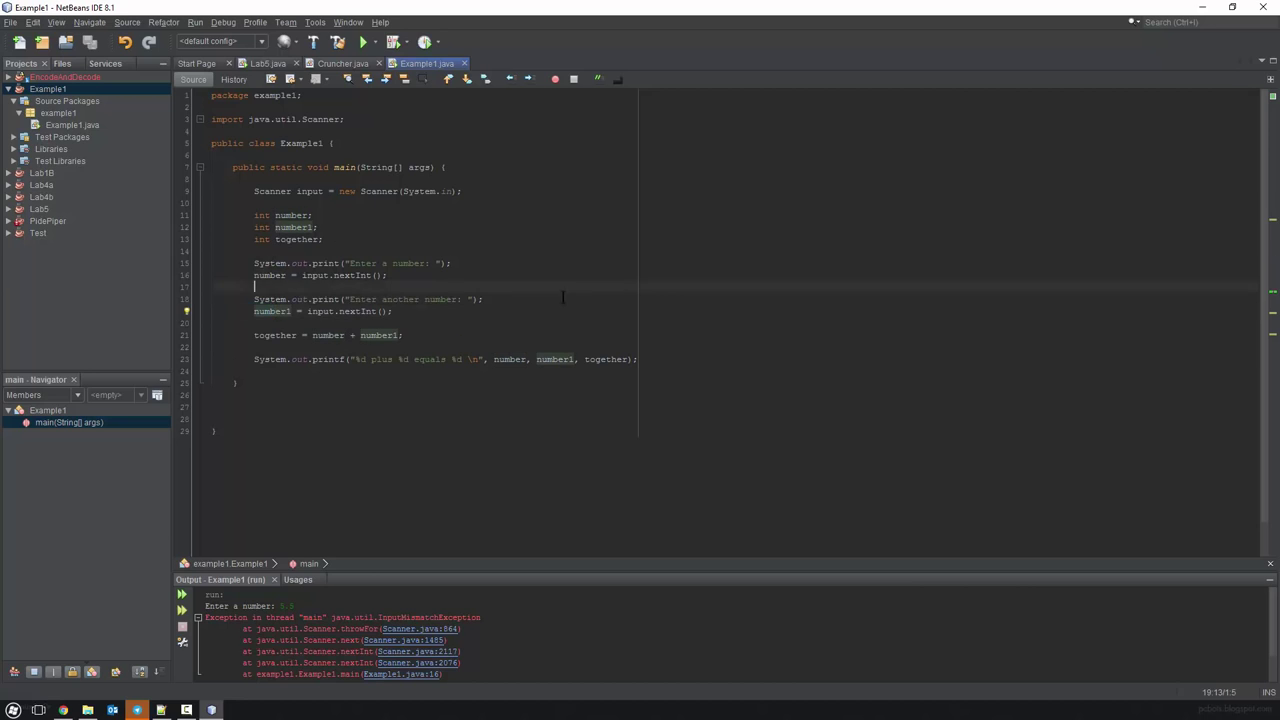 Example1 - NetBeans IDE 8.1
File Edit View Navigate Source Refactor Run Debug Profile Team Tools Window Help
Search (Ctrl+I)
<default config>
Projects Files Services
Start Page Lab5.java Cruncher.java Example1.java
Source History
EncodeAndDecode
Example1
Source Packages
example1
Example1.java
Test Packages
Libraries
Test Libraries
Lab1B
Lab4a
Lab4b
Lab5
PidePiper
Test
1 package example1;
2
3 import java.util.Scanner;
4
5 public class Example1 {
6
7 public static void main(String[] args) {
8
9 Scanner input = new Scanner(System.in);
10
11 int number;
12 int number1;
13 int together;
14
15 System.out.print("Enter a number: ");
16 number = input.nextInt();
17
18 System.out.print("Enter another number: ");
number1 = input.nextInt();
20
21 together = number + number1;
22
23 System.out.printf("%d plus %d equals %d \n", number, number1, together);
24
25 }
26
27
28
29 }
main - Navigator
Members <empty>
Example1
main(String[] args)
example1.Example1 main
Output - Example1 (run) Usages
run:
Enter a number: 5.5
Exception in thread "main" java.util.InputMismatchException
at java.util.Scanner.throwFor(Scanner.java:864)
at java.util.Scanner.next(Scanner.java:1485)
at java.util.Scanner.nextInt(Scanner.java:2117)
at java.util.Scanner.nextInt(Scanner.java:2076)
at example1.Example1.main(Example1.java:16)
19:13/1:5 INS